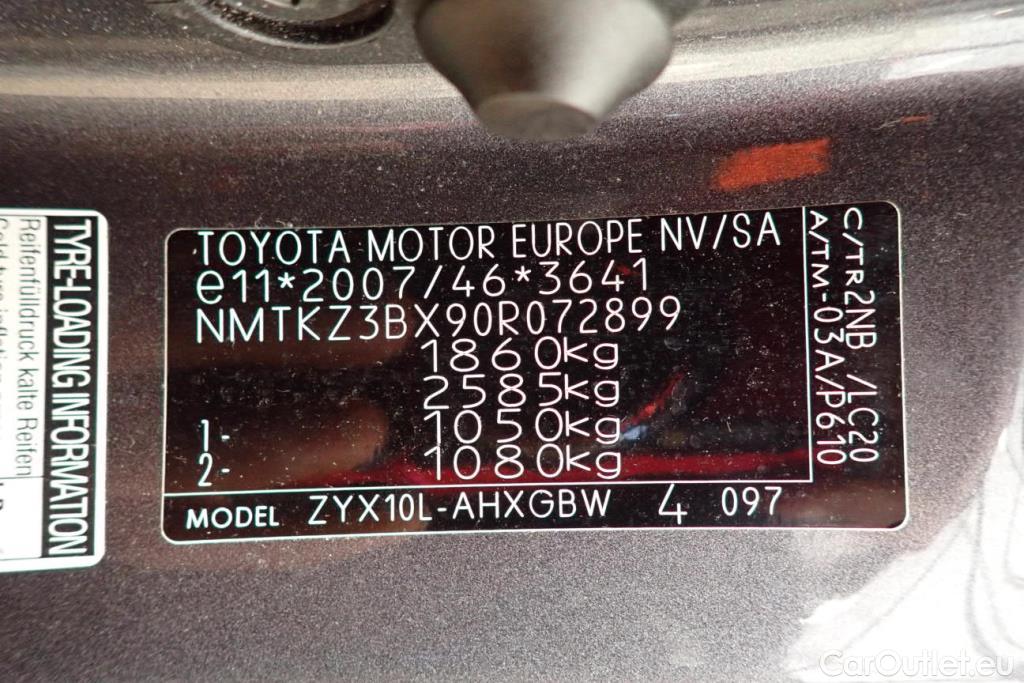 TYRE-LOADING INFORMATION
Reifenfülldruck kalte Reifen
TOYOTA MOTOR EUROPE NV/SA
e11*2007/46*3641
NMTKZ3BX90R072899
1860kg
2585kg
1- 1050kg
2- 1080kg
C/TR2NB /LC20
A/TM-03A/P610
MODEL ZYX10L-AHXGBW 4 097
CarOutlet.eu